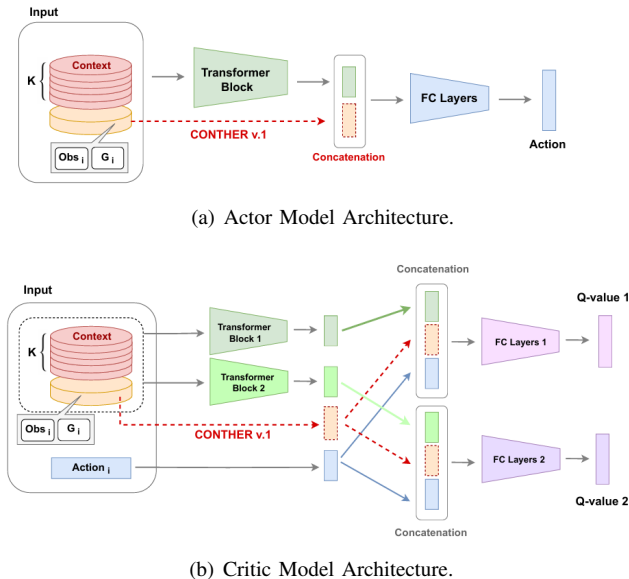 Input
Context
K
Obs i
G i
Transformer
Block
CONTHER v.1
Concatenation
FC Layers
Action
(a) Actor Model Architecture.
Input
Context
K
Obs i
G i
Action i
Transformer
Block 1
Transformer
Block 2
CONTHER v.1
Concatenation
FC Layers 1
Q-value 1
FC Layers 2
Q-value 2
Concatenation
(b) Critic Model Architecture.